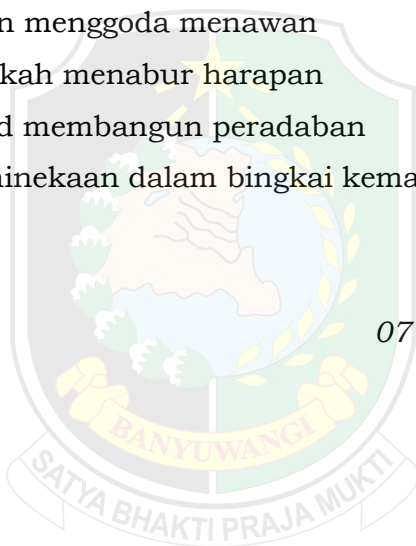 n menggoda menawan
kah menabur harapan
d membangun peradaban
inekaan dalam bingkai kema
07
BANYUWANGI
SATYA BHAKTI PRAJA MUKTI